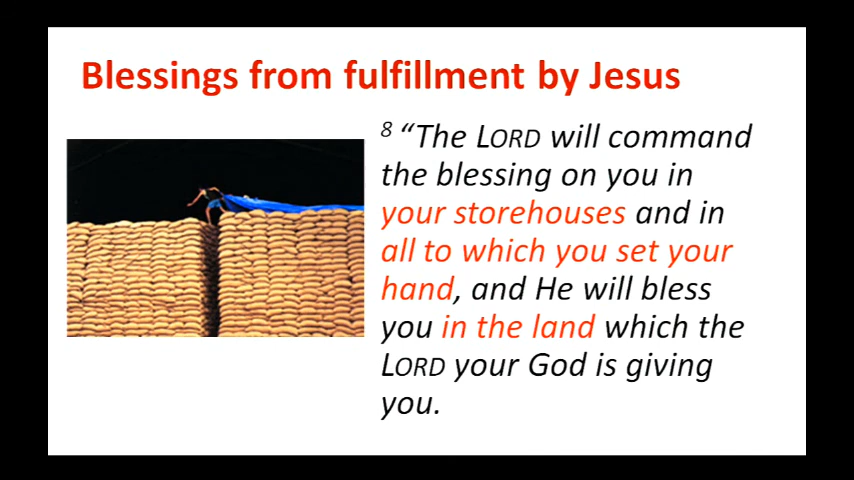 Blessings from fulfillment by Jesus
8 “The LORD will command
the blessing on you in
your storehouses and in
all to which you set your
hand, and He will bless
you in the land which the
LORD your God is giving
you.